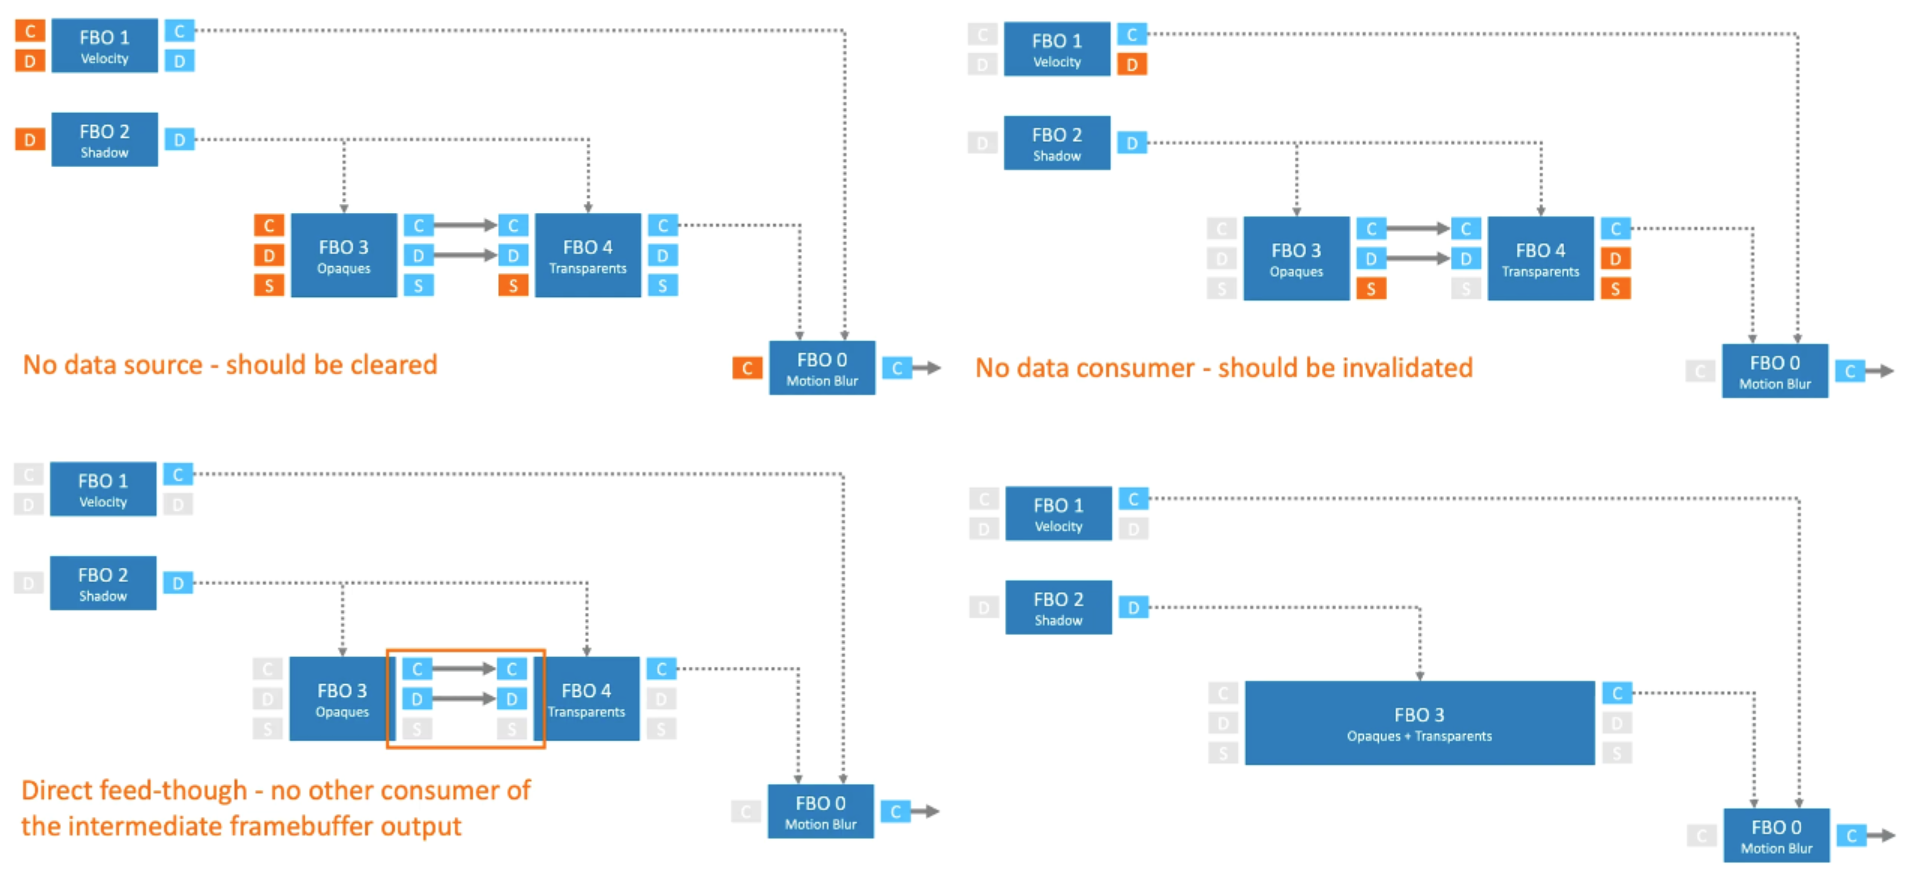 C FBO 1 C
D Velocity D
D FBO 2 D
Shadow
C C C C
D FBO 3 D D FBO 4 D
Opaques Transparents
S S S S
No data source - should be cleared
C FBO 0 C
Motion Blur
C FBO 1 C
D Velocity D
D FBO 2 D
Shadow
C C C C
D FBO 3 D D FBO 4 D
Opaques Transparents
S S S S
No data consumer - should be invalidated
C FBO 0 C
Motion Blur
C FBO 1 C
D Velocity D
D FBO 2 D
Shadow
C C C C
D FBO 3 D D FBO 4 D
Opaques Transparents
S S S S
Direct feed-though - no other consumer of
the intermediate framebuffer output
C FBO 0 C
Motion Blur
C FBO 1 C
D Velocity D
D FBO 2 D
Shadow
C C
D FBO 3 D
Opaques + Transparents
S S
C FBO 0 C
Motion Blur